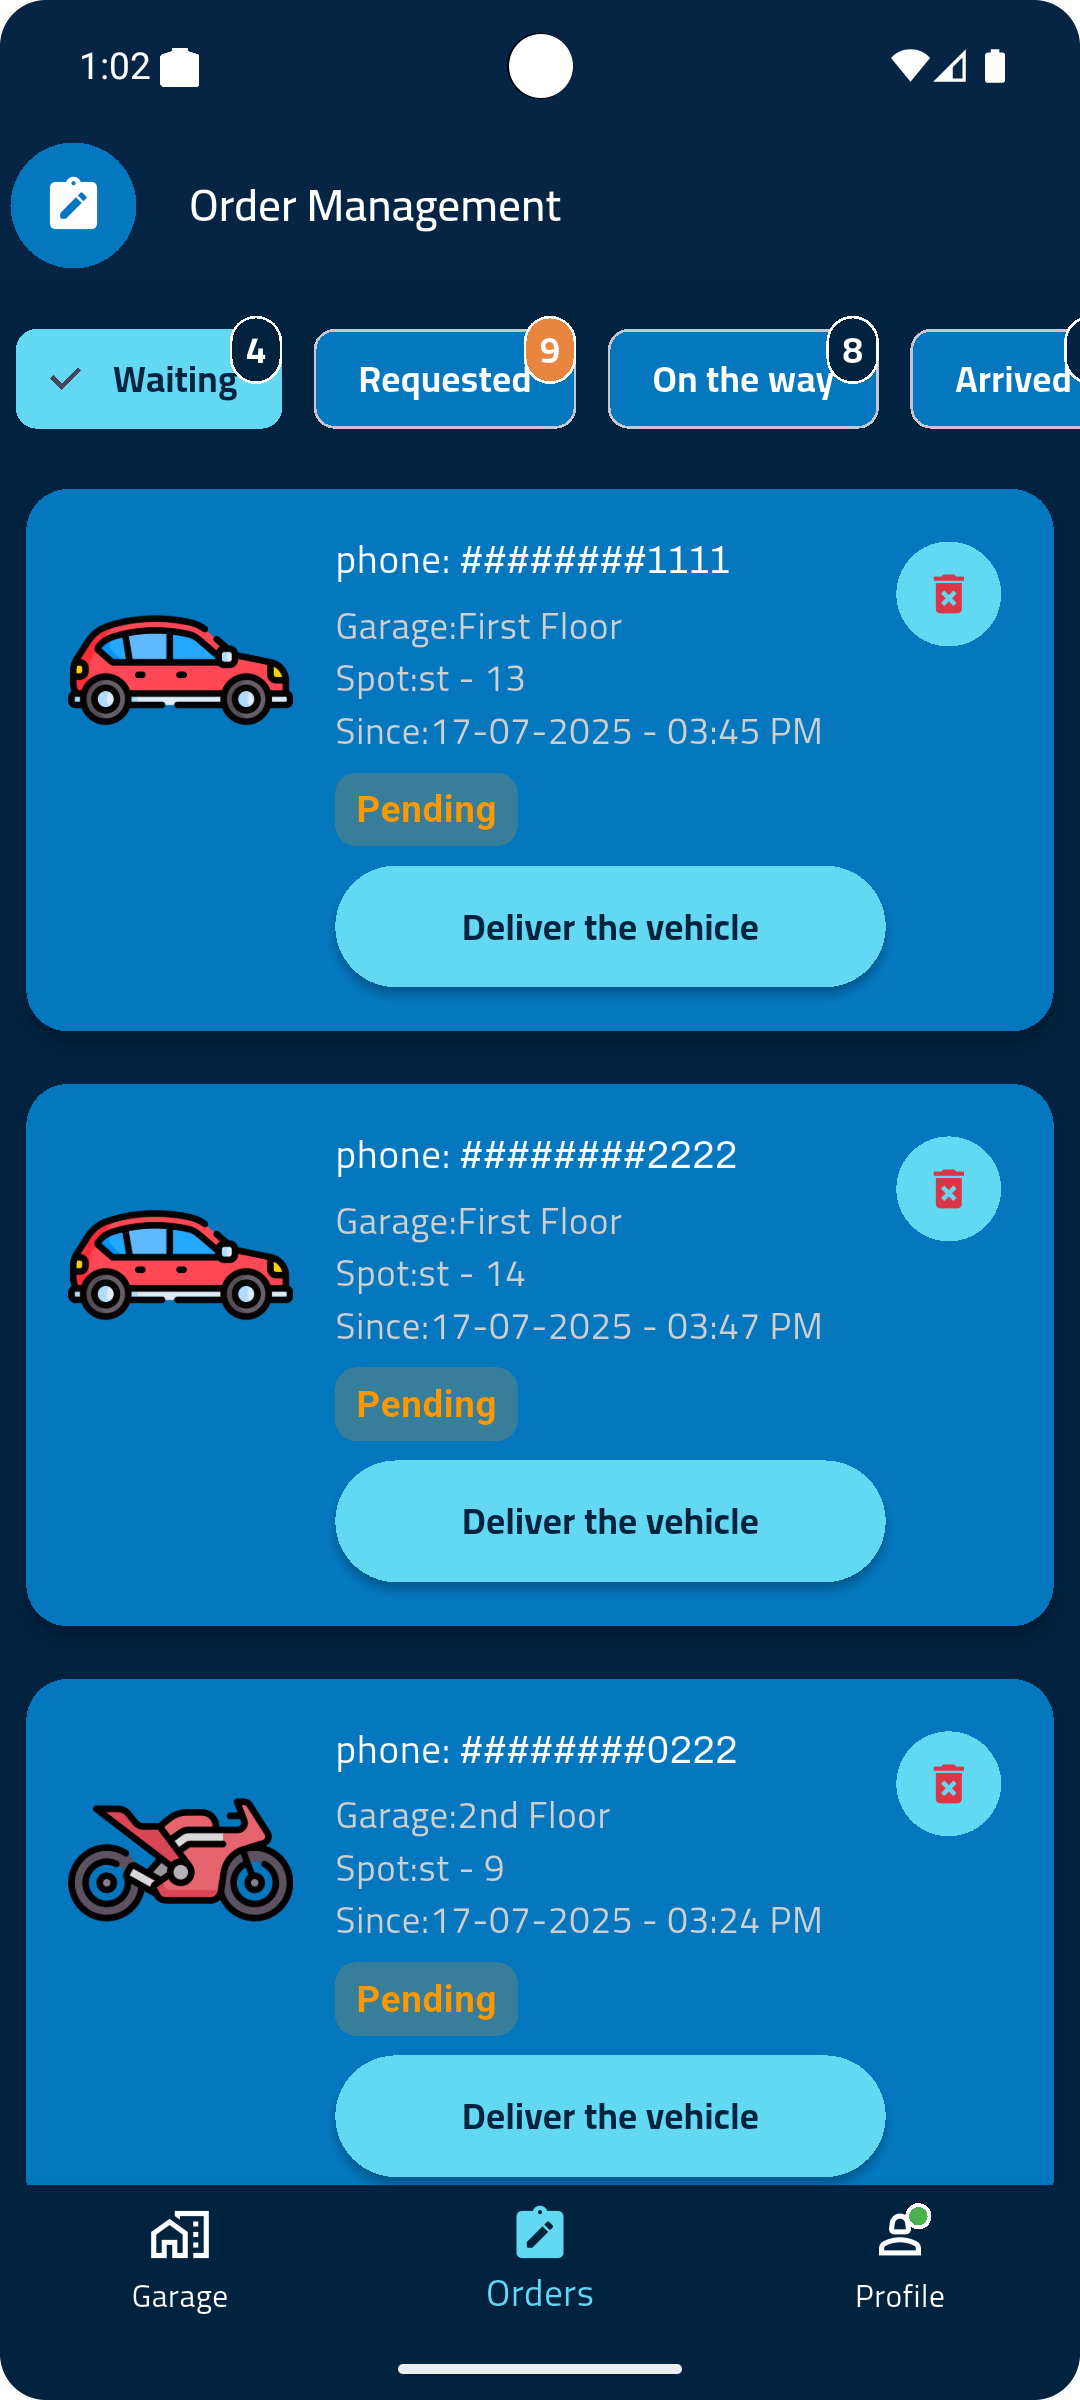 1:02
Order Management
Waiting 4
Requested 9
On the way 8
Arrived
phone: ########1111
Garage:First Floor
Spot:st - 13
Since:17-07-2025 - 03:45 PM
Pending
Deliver the vehicle
phone: ########2222
Garage:First Floor
Spot:st - 14
Since:17-07-2025 - 03:47 PM
Pending
Deliver the vehicle
phone: ########0222
Garage:2nd Floor
Spot:st - 9
Since:17-07-2025 - 03:24 PM
Pending
Deliver the vehicle
Garage
Orders
Profile